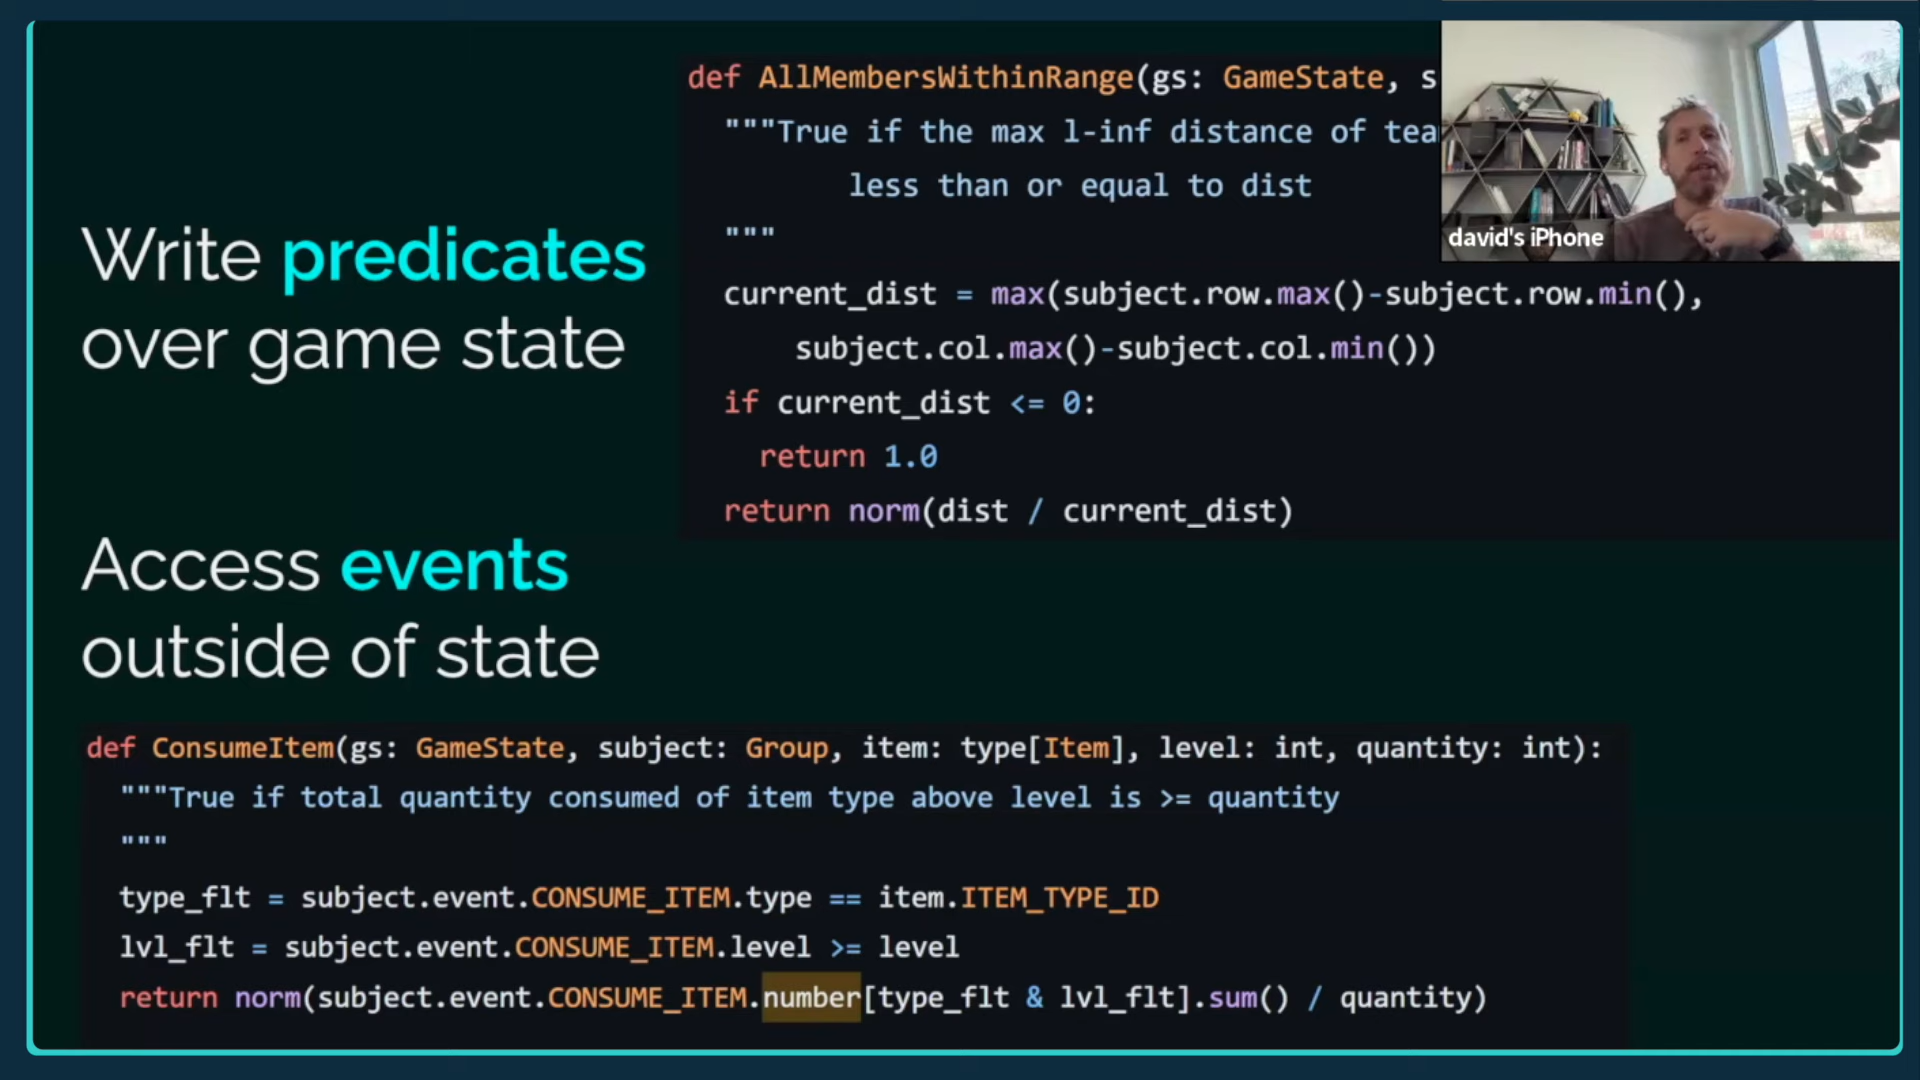 def AllMembersWithinRange(gs: GameState, s
"""True if the max l-inf distance of tea
less than or equal to dist
"""
david's iPhone
current_dist = max(subject.row.max()-subject.row.min(),
subject.col.max()-subject.col.min())
if current_dist <= 0:
return 1.0
return norm(dist / current_dist)
Write predicates
over game state
Access events
outside of state
def ConsumeItem(gs: GameState, subject: Group, item: type[Item], level: int, quantity: int):
"""True if total quantity consumed of item type above level is >= quantity
"""
type_flt = subject.event.CONSUME_ITEM.type == item.ITEM_TYPE_ID
lvl_flt = subject.event.CONSUME_ITEM.level >= level
return norm(subject.event.CONSUME_ITEM.number[type_flt & lvl_flt].sum() / quantity)